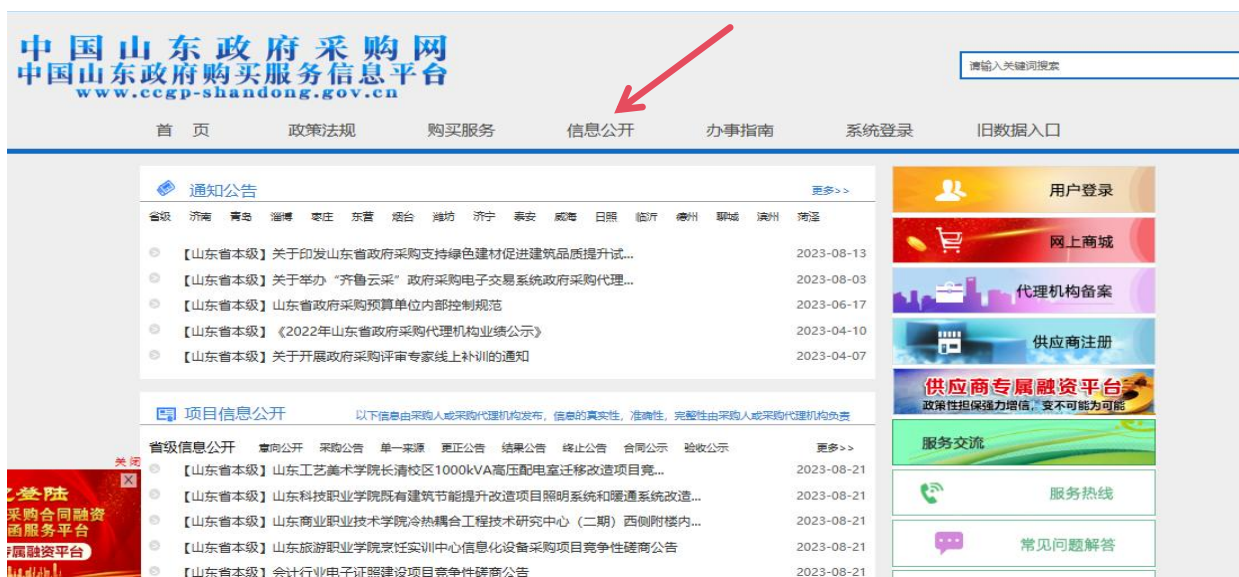 中国山东政府采购网
中国山东政府购买服务信息平台
www.ccgp-shandong.gov.cn
请输入关键词搜索
首 页 政策法规 购买服务 信息公开 办事指南 系统登录 旧数据入口
通知公告 更多>>
省级 济南 青岛 淄博 枣庄 东营 烟台 潍坊 济宁 泰安 威海 日照 临沂 德州 聊城 滨州 菏泽
【山东省本级】关于印发山东省政府采购支持绿色建材促进建筑品质提升试... 2023-08-13
【山东省本级】关于举办“齐鲁云采”政府采购电子交易系统政府采购代理... 2023-08-03
【山东省本级】山东省政府采购预算单位内部控制规范 2023-06-17
【山东省本级】《2022年山东省政府采购代理机构业绩公示》 2023-04-10
【山东省本级】关于开展政府采购评审专家线上补训的通知 2023-04-07
项目信息公开 以下信息由采购人或采购代理机构发布，信息的真实性，准确性，完整性由采购人或采购代理机构负责
省级信息公开 意向公开 采购公告 单一来源 更正公告 结果公告 终止公告 合同公示 验收公示 更多>>
【山东省本级】山东工艺美术学院长清校区1000kVA高压配电室迁移改造项目竞... 2023-08-21
【山东省本级】山东科技职业学院既有建筑节能提升改造项目照明系统和暖通系统改造... 2023-08-21
【山东省本级】山东商业职业技术学院冷热耦合工程技术研究中心（二期）西侧附楼内... 2023-08-21
【山东省本级】山东旅游职业学院烹饪实训中心信息化设备采购项目竞争性磋商公告 2023-08-21
【山东省本级】会计行业电子证照建设项目竞争性磋商公告 2023-08-21
用户登录
网上商城
代理机构备案
供应商注册
供应商专属融资平台
政策性担保强力增信，变不可能为可能
服务交流
服务热线
常见问题解答
关闭
X
登陆
采购合同融资
函服务平台
专属融资平台